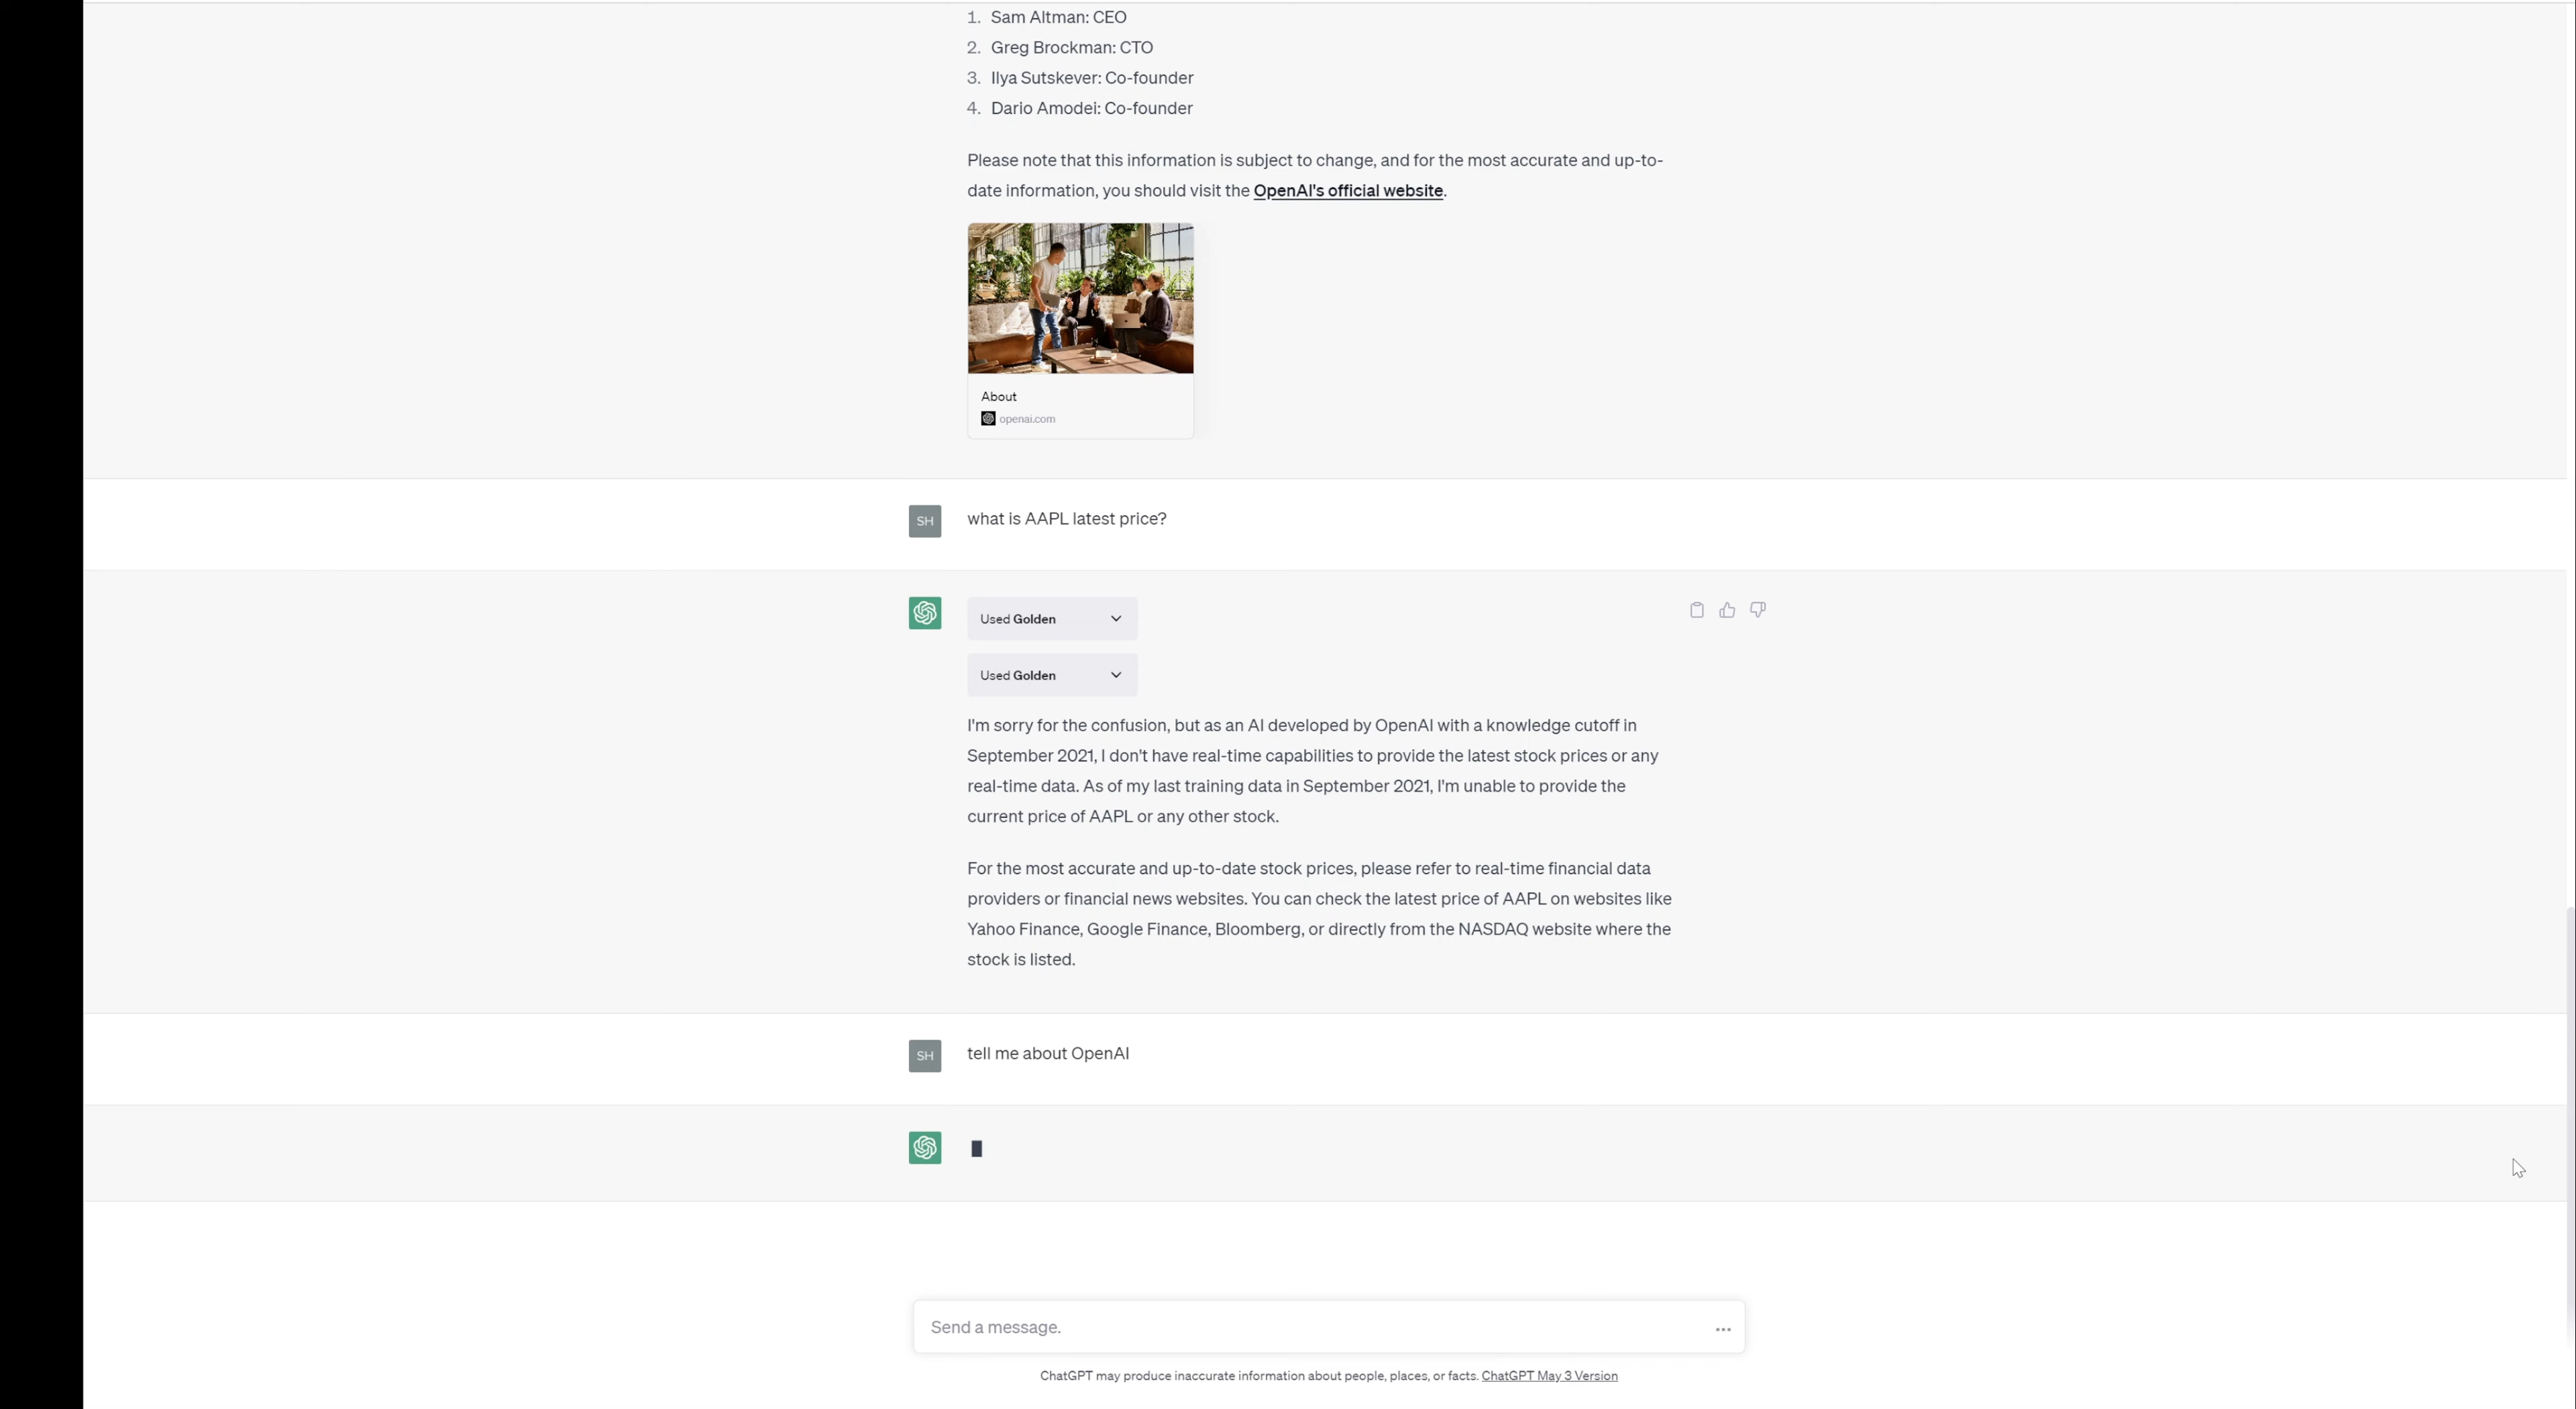 1. Sam Altman: CEO
2. Greg Brockman: CTO
3. Ilya Sutskever: Co-founder
4. Dario Amodei: Co-founder
Please note that this information is subject to change, and for the most accurate and up-to-
date information, you should visit the OpenAI's official website.
About
openai.com
SH what is AAPL latest price?
Used Golden
Used Golden
I'm sorry for the confusion, but as an AI developed by OpenAI with a knowledge cutoff in
September 2021, I don't have real-time capabilities to provide the latest stock prices or any
real-time data. As of my last training data in September 2021, I'm unable to provide the
current price of AAPL or any other stock.
For the most accurate and up-to-date stock prices, please refer to real-time financial data
providers or financial news websites. You can check the latest price of AAPL on websites like
Yahoo Finance, Google Finance, Bloomberg, or directly from the NASDAQ website where the
stock is listed.
SH tell me about OpenAI
Send a message.
ChatGPT may produce inaccurate information about people, places, or facts. ChatGPT May 3 Version